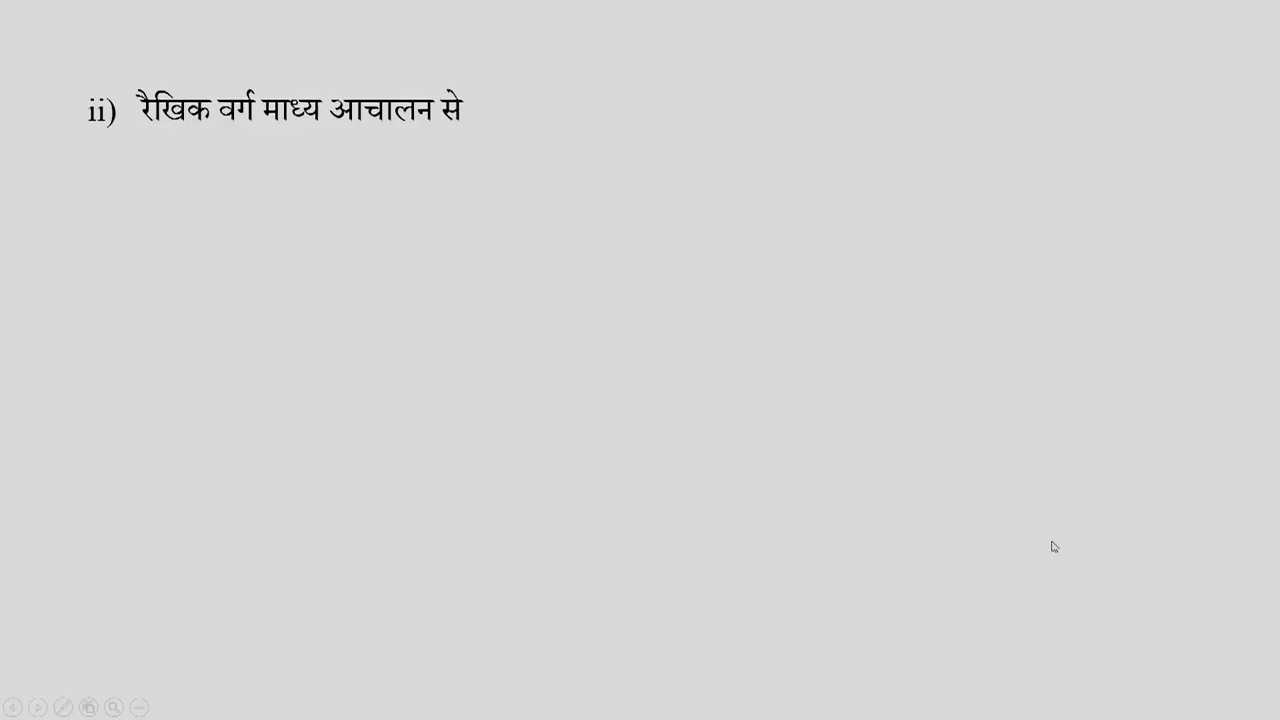 ii) रैखिक वर्ग माध्य आचालन से